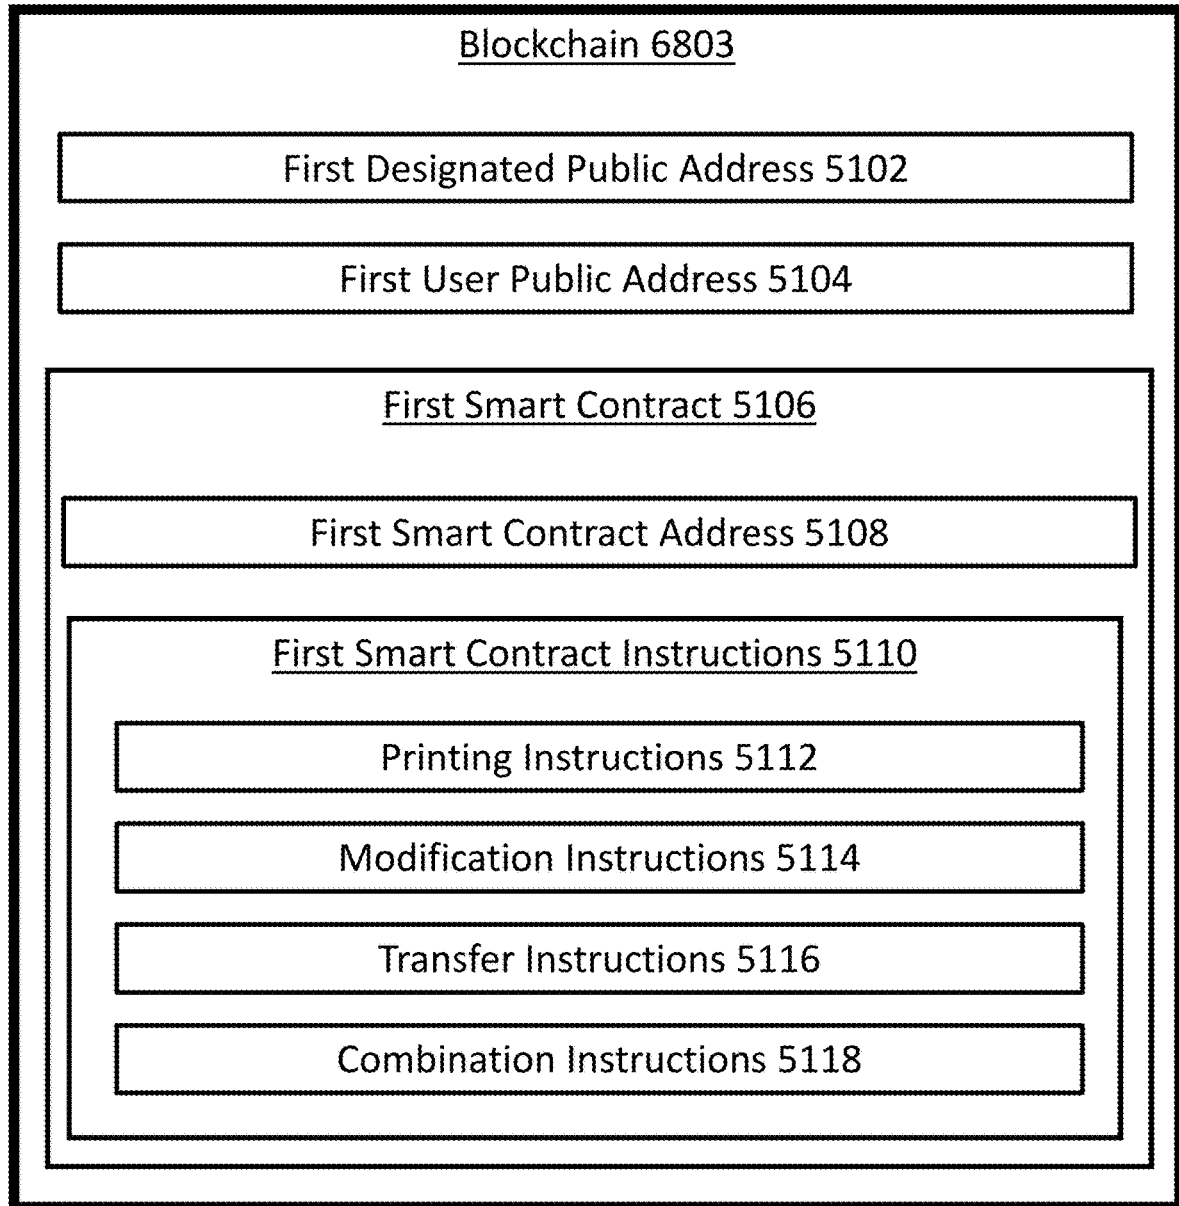 Blockchain 6803
First Designated Public Address 5102
First User Public Address 5104
First Smart Contract 5106
First Smart Contract Address 5108
First Smart Contract Instructions 5110
Printing Instructions 5112
Modification Instructions 5114
Transfer Instructions 5116
Combination Instructions 5118